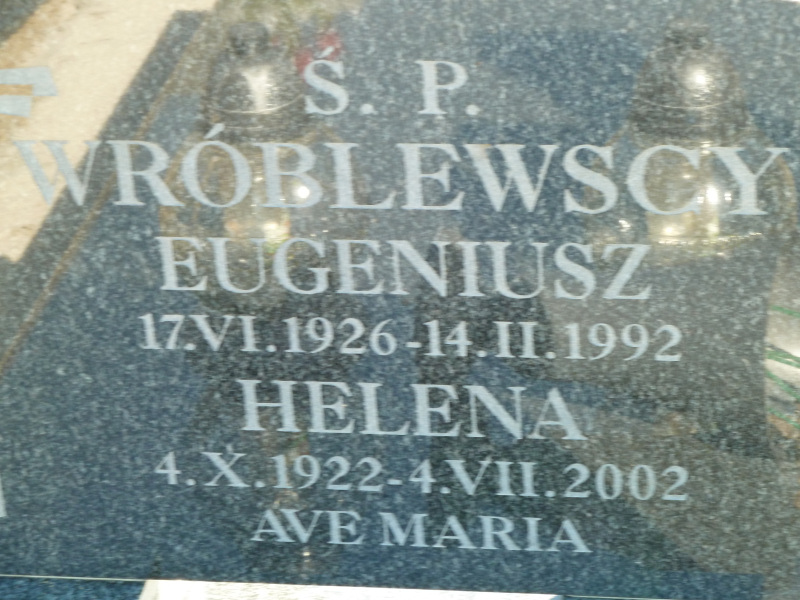 Ś. P.
WRÓBLEWSCY
EUGENIUSZ
17.VI.1926-14.II.1992
HELENA
4.X.1922-4.VII.2002
AVE MARIA